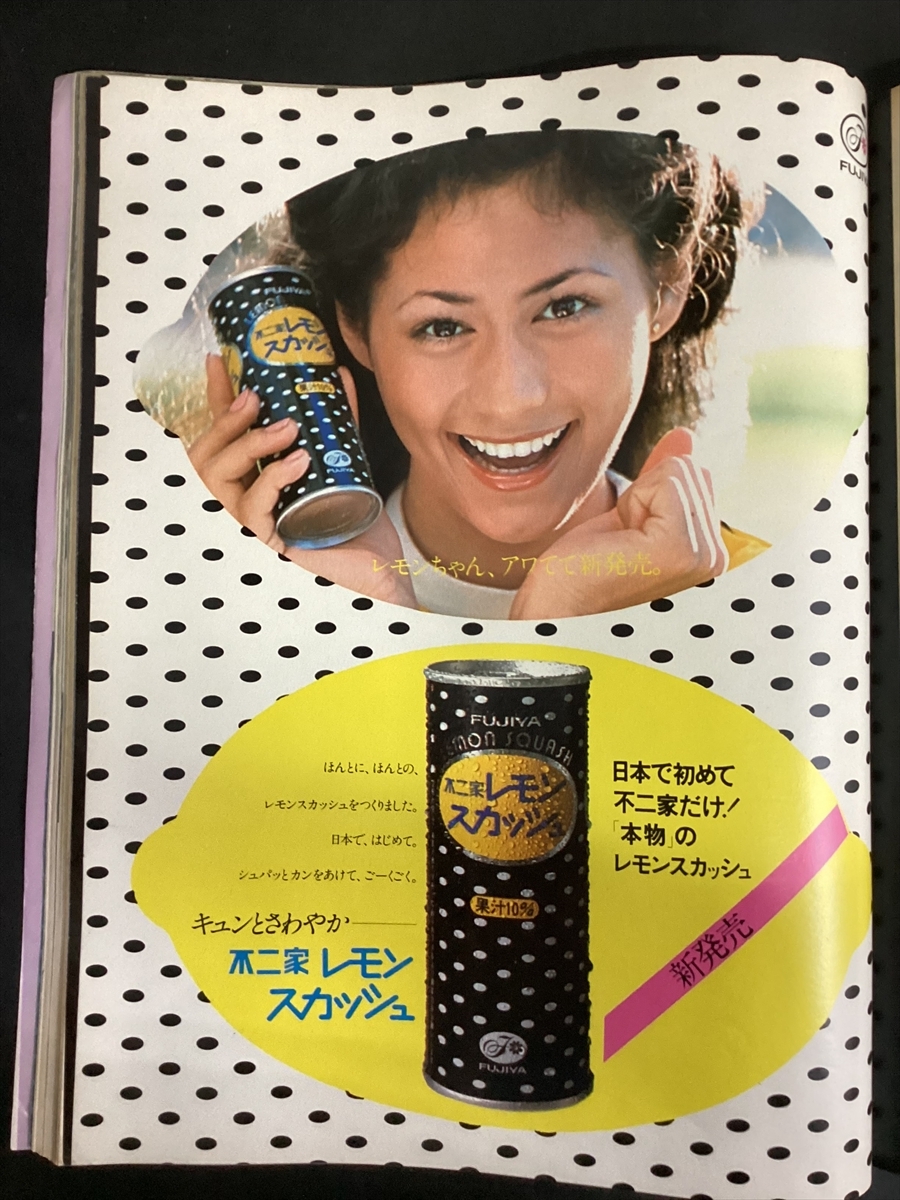 FUJIYA
LEMON
不二家レモン
スカッシュ
果汁10%
FUJIYA
レモンちゃん、アワてて新発売。
FUJIYA
LEMON SQUASH
不二家レモン
スカッシュ
果汁10%
FUJIYA
ほんとに、ほんとの、
レモンスカッシュをつくりました。
日本で、はじめて。
シュパッとカンをあけて、ごーくごく。
キュンとさわやか——
不二家 レモン
スカッシュ
日本で初めて
不二家だけ!
「本物」の
レモンスカッシュ
新発売